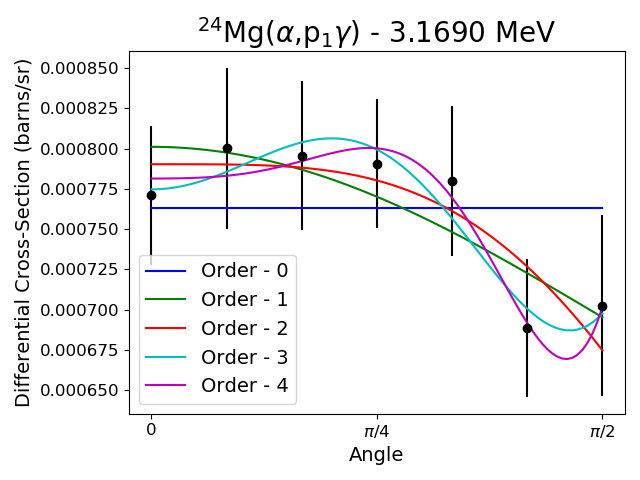 ²⁴Mg(α,p₁γ) - 3.1690 MeV
Differential Cross-Section (barns/sr)
0.000850
0.000825
0.000800
0.000775
0.000750
0.000725
0.000700
0.000675
0.000650
Order - 0
Order - 1
Order - 2
Order - 3
Order - 4
0 π/4 π/2
Angle